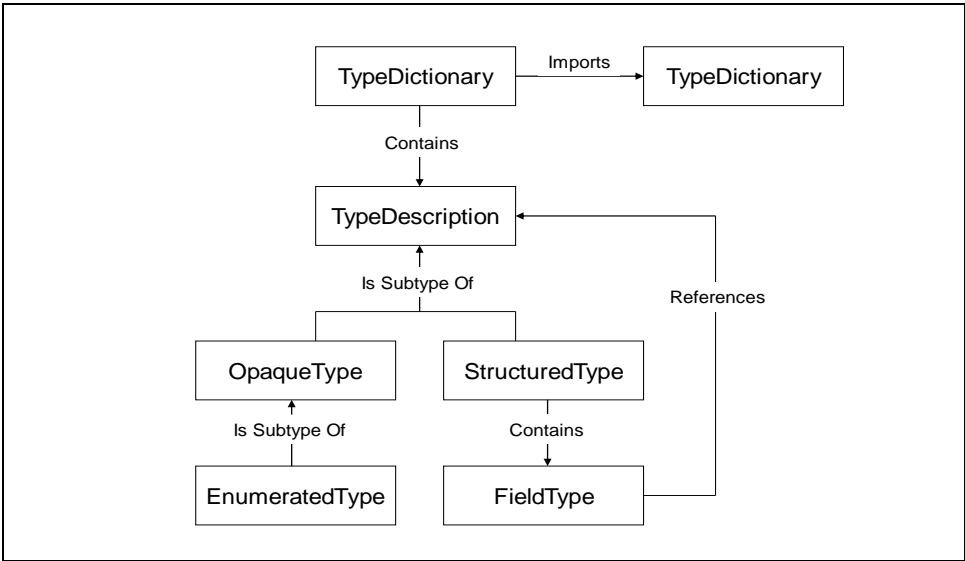 Imports
TypeDictionary
TypeDictionary
Contains
TypeDescription
Is Subtype Of
References
OpaqueType
StructuredType
Is Subtype Of
Contains
EnumeratedType
FieldType